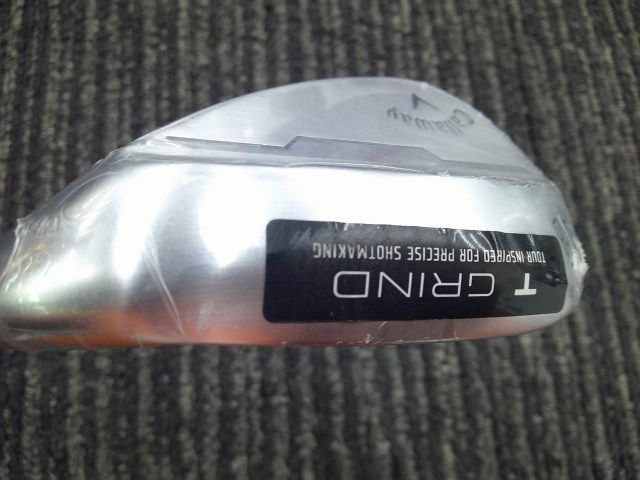 Callaway
T GRIND
TOUR INSPIRED FOR PRECISE SHOTMAKING